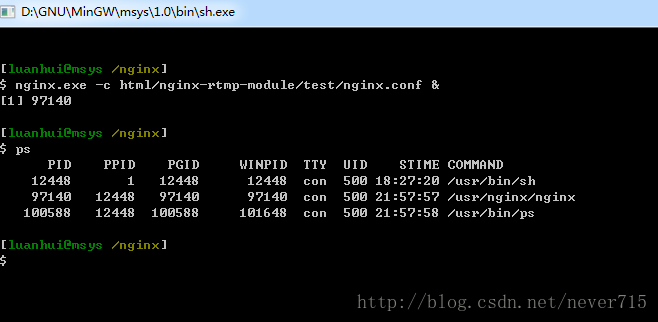 D:\GNU\MinGW\msys\1.0\bin\sh.exe
[luanhui@msys /nginx]
$ nginx.exe -c html/nginx-rtmp-module/test/nginx.conf &
[1] 97140
[luanhui@msys /nginx]
$ ps
PID PPID PGID WINPID TTY UID STIME COMMAND
12448 1 12448 12448 con 500 18:27:20 /usr/bin/sh
97140 12448 97140 97140 con 500 21:57:57 /usr/nginx/nginx
100588 12448 100588 101648 con 500 21:57:58 /usr/bin/ps
[luanhui@msys /nginx]
$
http://blog.csdn.net/never715